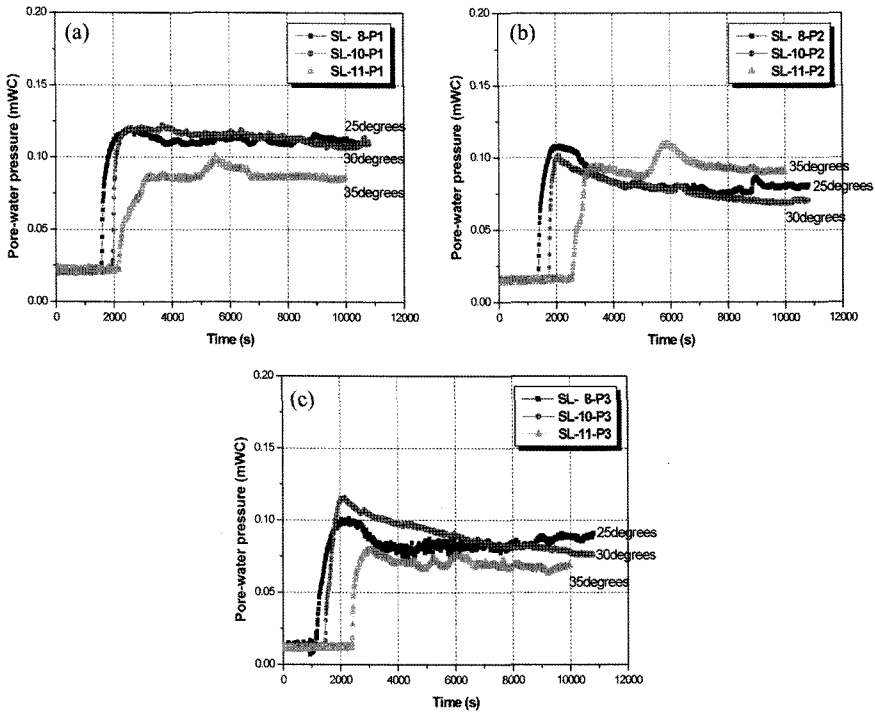 (a)
SL- 8-P1
SL-10-P1
SL-11-P1
0.20
0.15
0.10
0.05
0.00
Pore-water pressure (mWC)
25degrees
30degrees
35degrees
0 2000 4000 6000 8000 10000 12000
Time (s)
(b)
SL- 8-P2
SL-10-P2
SL-11-P2
0.20
0.15
0.10
0.05
0.00
Pore-water pressure (mWC)
35degrees
25degrees
30degrees
0 2000 4000 6000 8000 10000 12000
Time (s)
(c)
SL- 8-P3
SL-10-P3
SL-11-P3
0.20
0.15
0.10
0.05
0.00
Pore-water pressure (mWC)
25degrees
30degrees
35degrees
0 2000 4000 6000 8000 10000 12000
Time (s)